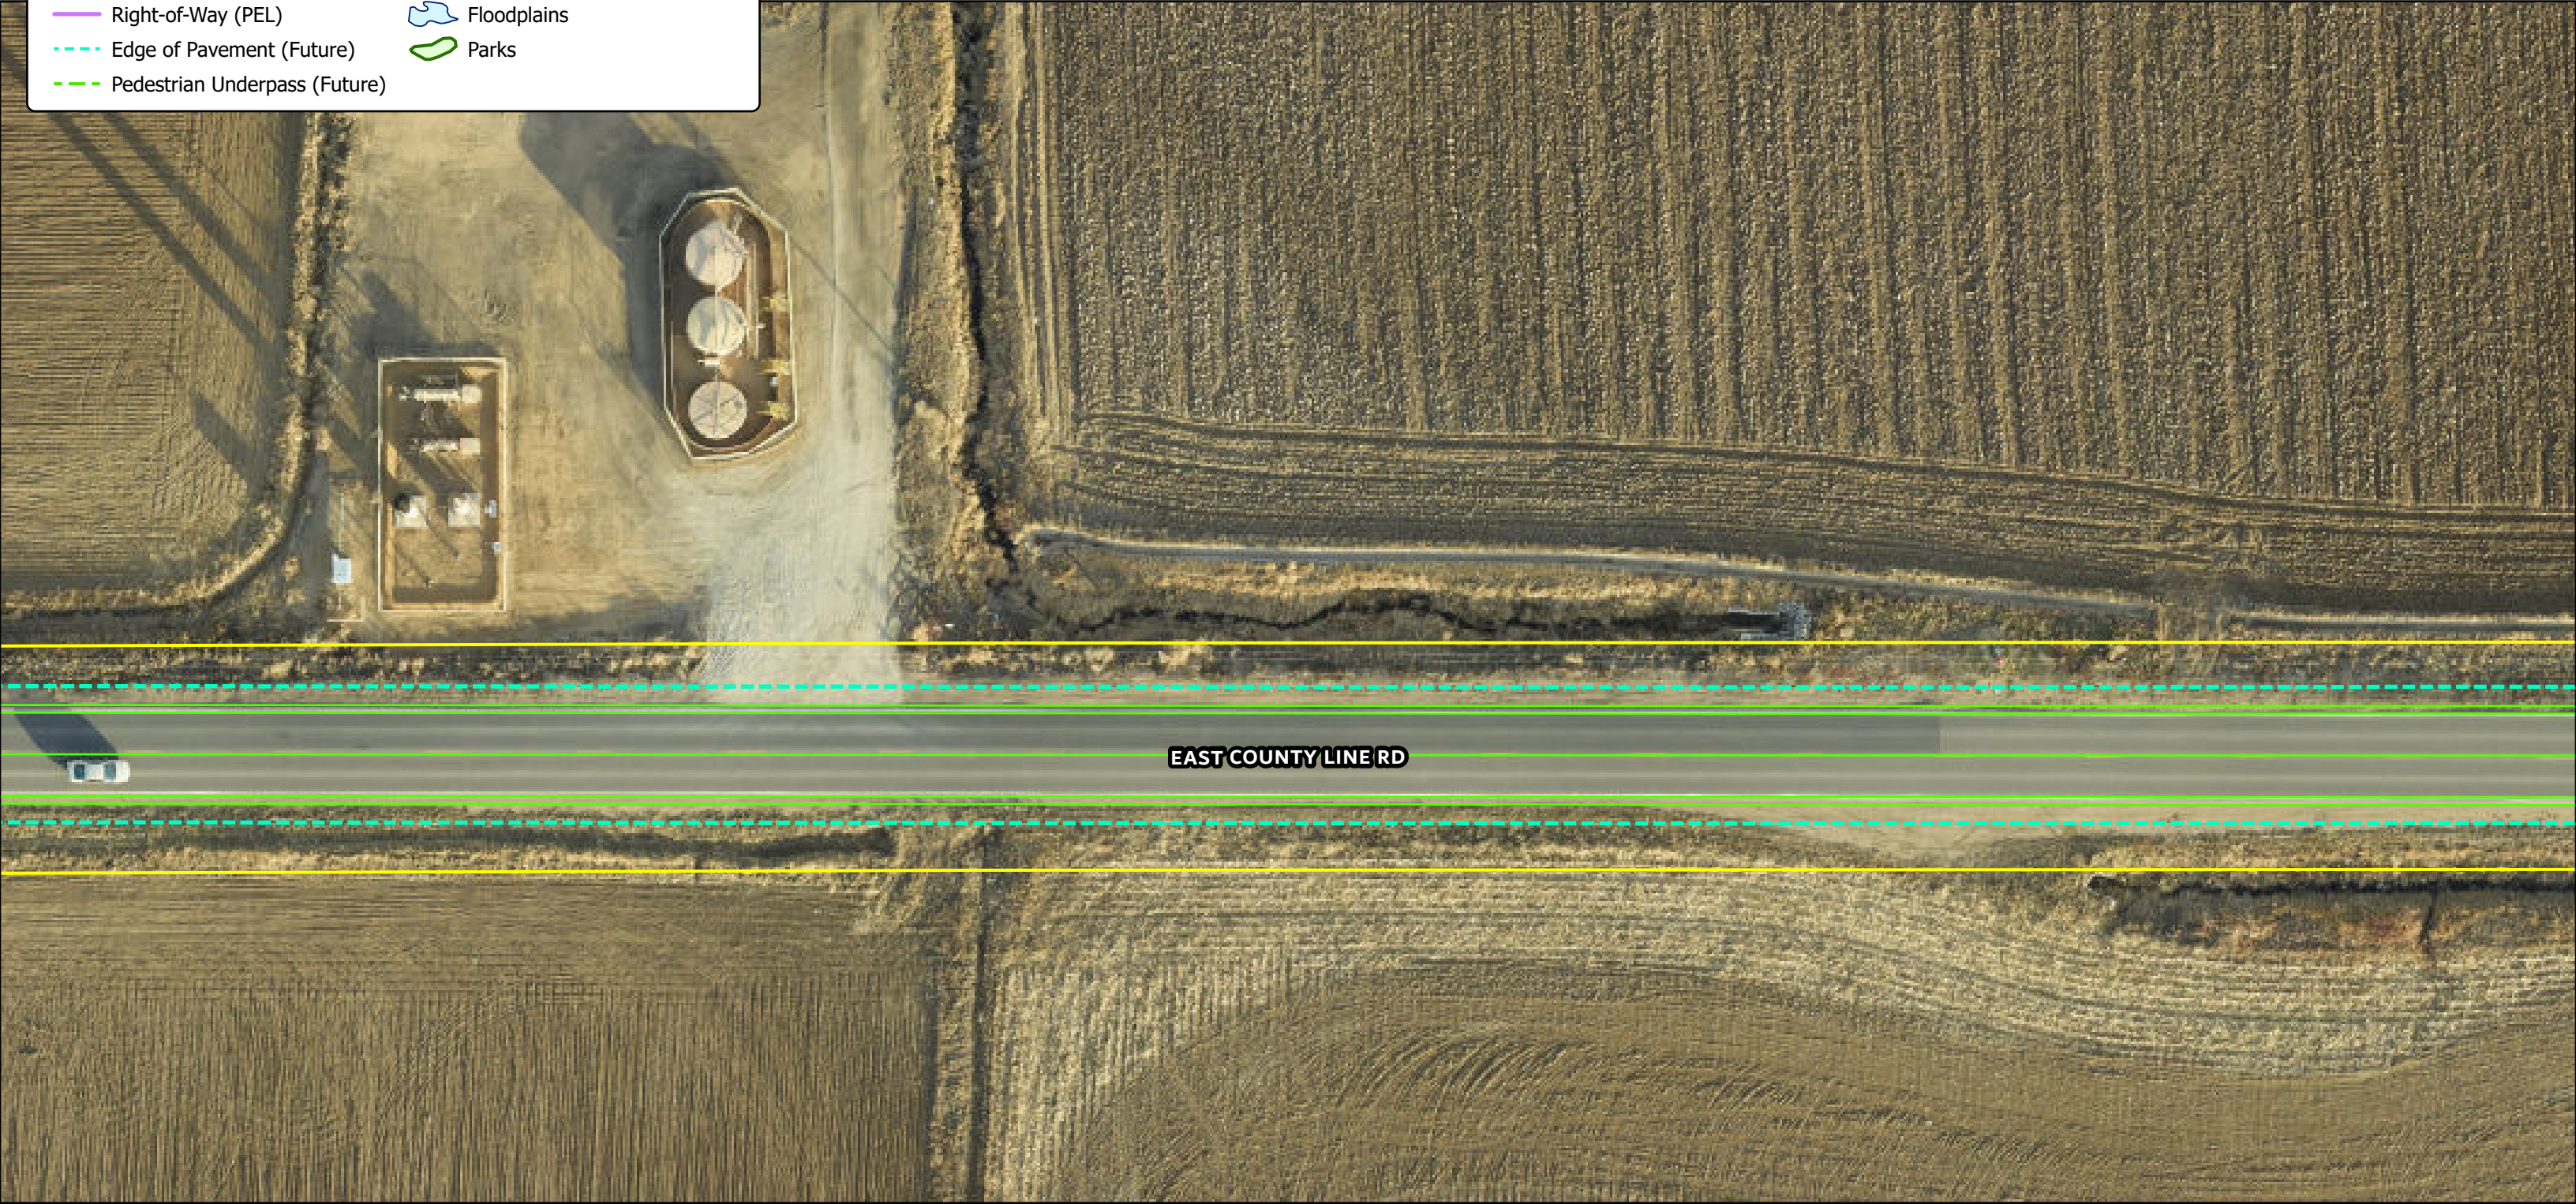 Right-of-Way (PEL)
Floodplains
Edge of Pavement (Future)
Parks
Pedestrian Underpass (Future)
EAST COUNTY LINE RD